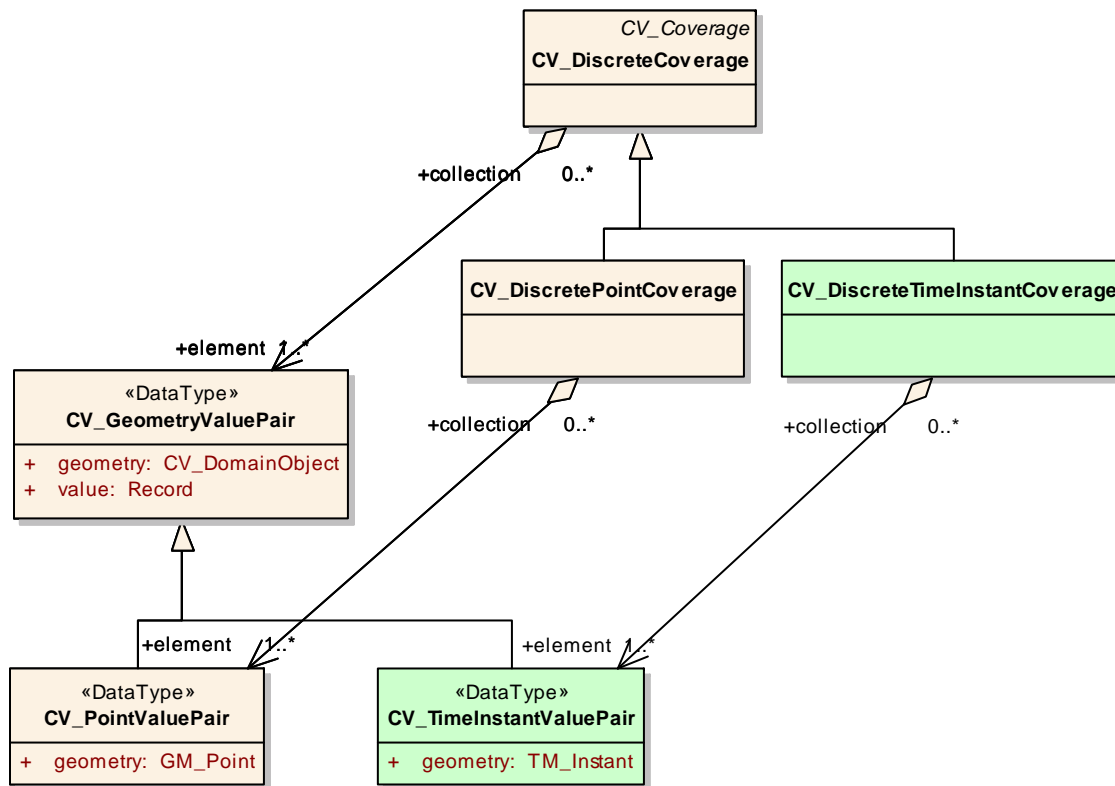 CV_Coverage
CV_DiscreteCoverage
+collection 0..*
CV_DiscretePointCoverage
CV_DiscreteTimeInstantCoverage
+element 1..*
«DataType»
CV_GeometryValuePair
+ geometry: CV_DomainObject
+ value: Record
+collection 0..*
+collection 0..*
+element 1..*
+element 1..*
«DataType»
CV_PointValuePair
+ geometry: GM_Point
«DataType»
CV_TimeInstantValuePair
+ geometry: TM_Instant